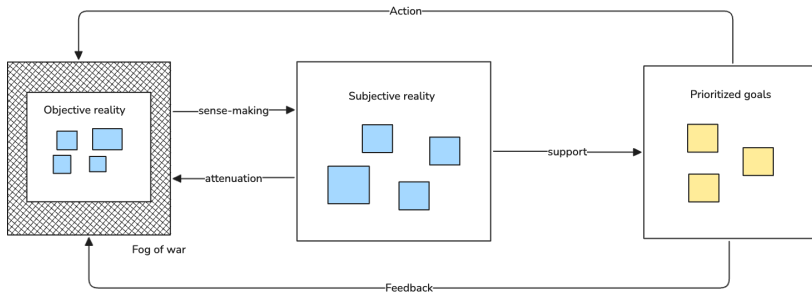 Action
Objective reality
sense-making
Subjective reality
Prioritized goals
attenuation
support
Fog of war
Feedback